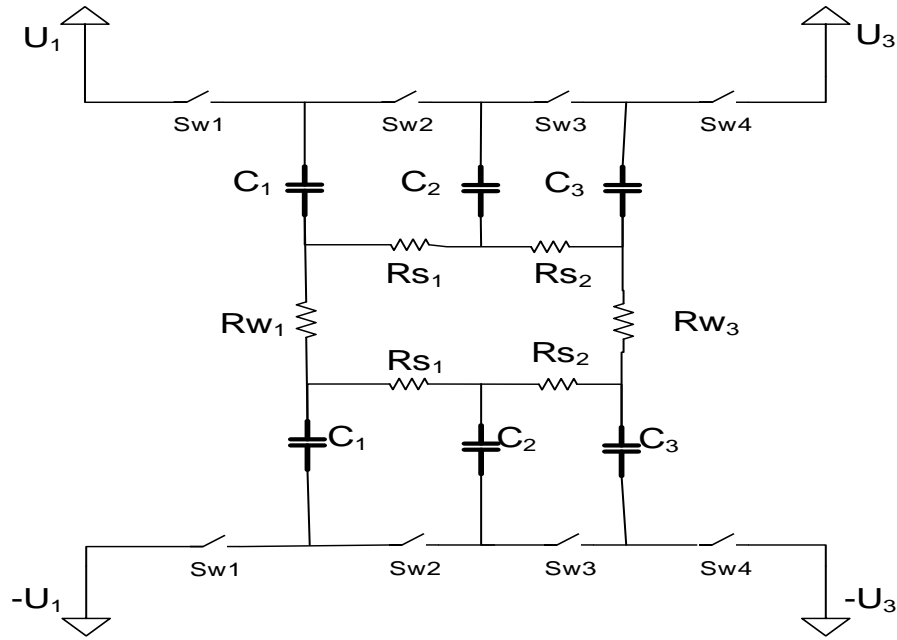 U₁ U₃
Sw1 Sw2 Sw3 Sw4
C₁ C₂ C₃
Rs₁ Rs₂
Rw₁ Rw₃
Rs₁ Rs₂
C₁ C₂ C₃
Sw1 Sw2 Sw3 Sw4
-U₁ -U₃